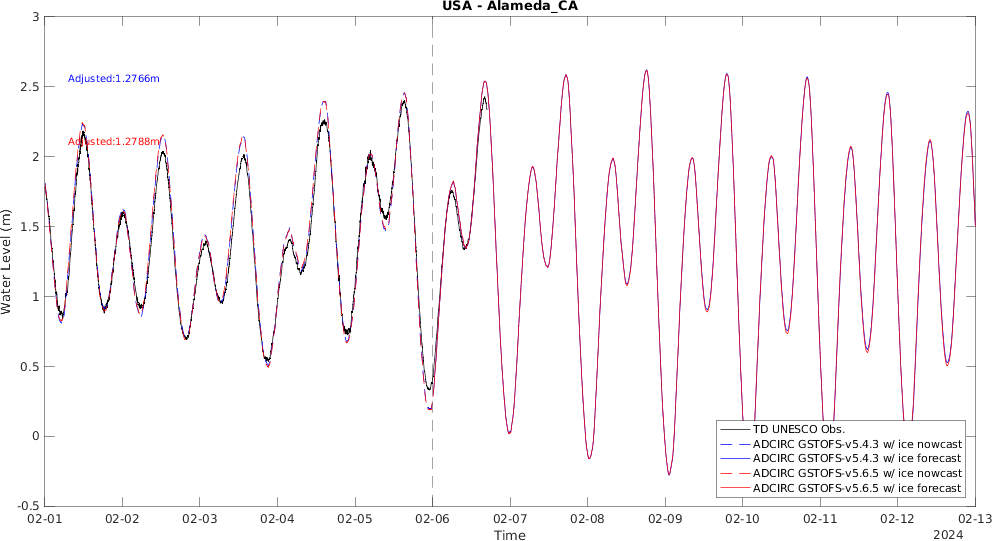 USA - Alameda_CA
3
2.5
2
1.5
1
0.5
0
-0.5
Water Level (m)
Adjusted:1.2766m
Adjusted:1.2788m
TD UNESCO Obs.
ADCIRC GSTOFS-v5.4.3 w/ ice nowcast
ADCIRC GSTOFS-v5.4.3 w/ ice forecast
ADCIRC GSTOFS-v5.6.5 w/ ice nowcast
ADCIRC GSTOFS-v5.6.5 w/ ice forecast
02-01 02-02 02-03 02-04 02-05 02-06 02-07 02-08 02-09 02-10 02-11 02-12 02-13
Time
2024